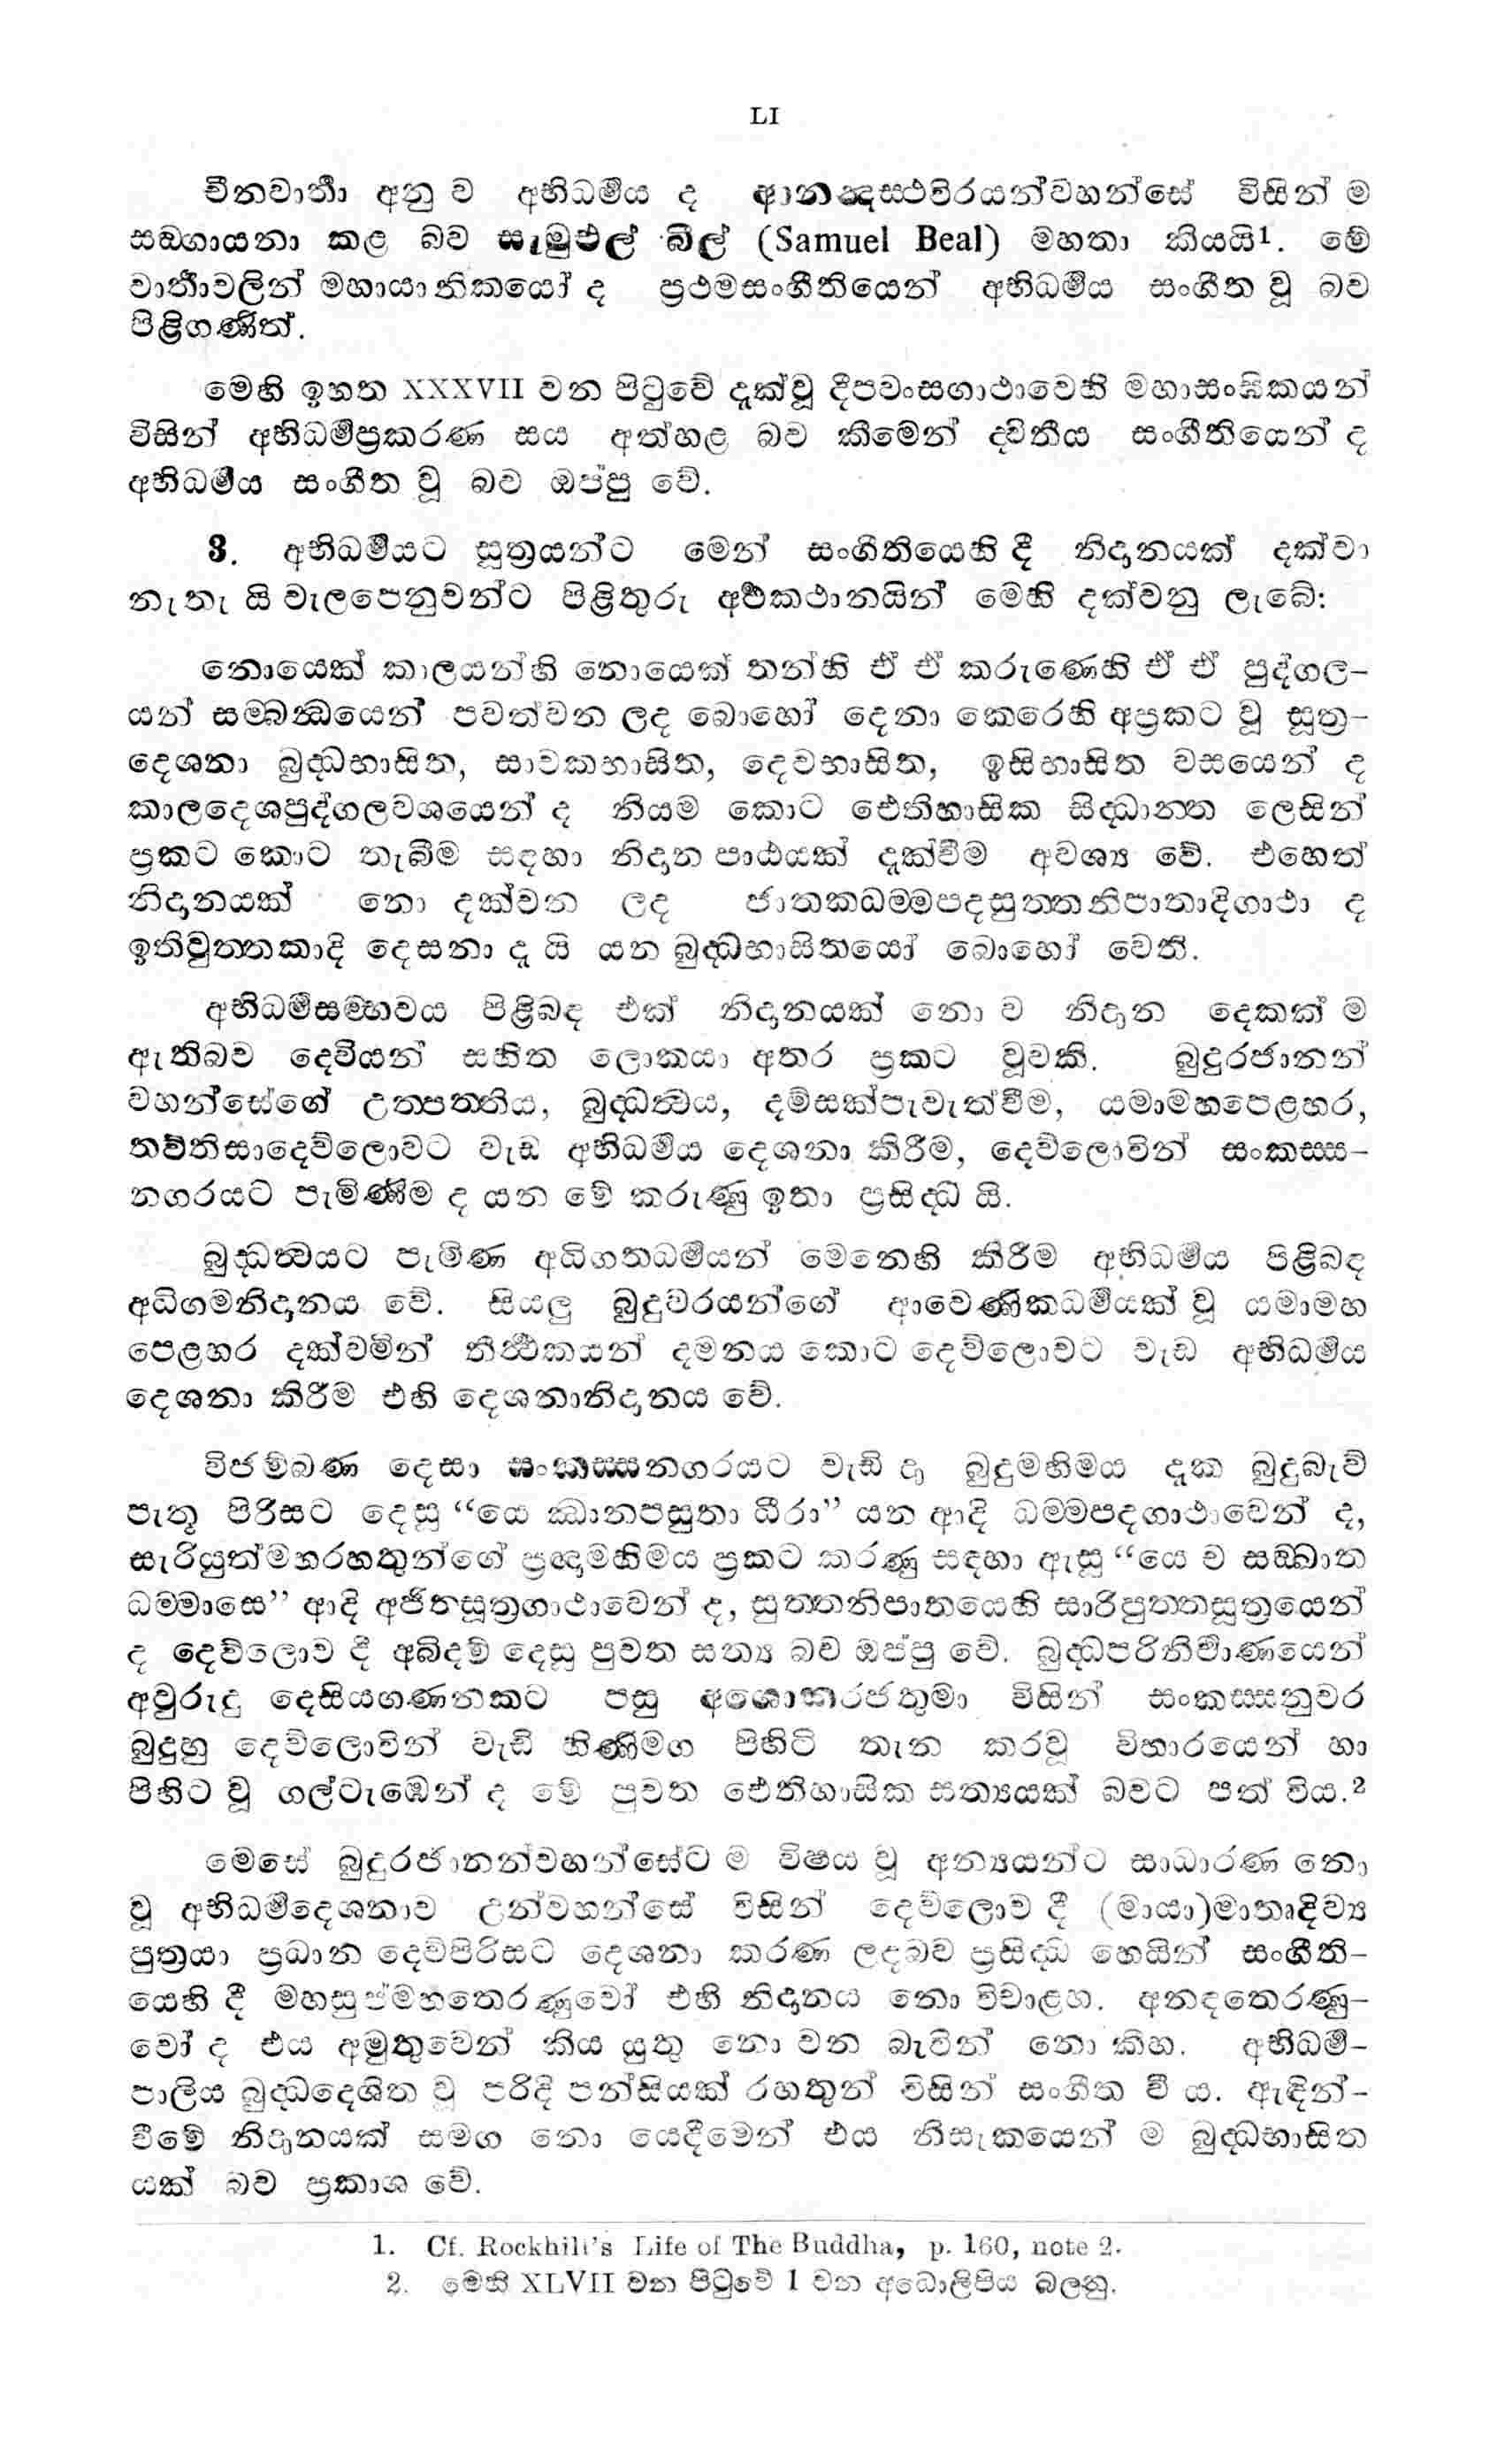 LI
චීනවාර්තා අනු ව අභිධර්මය ද ආනන්දස්ථවිරයන්වහන්සේ විසින් ම
සඞ්ගායනා කළ බව සැමුඵල් බීල් (Samuel Beal) මහතා කියයි¹. මේ
වාර්තාවලින් මහායානිකයෝ ද ප්‍රථමසංගීතියෙන් අභිධර්මය සංගීත වූ බව
පිළිගණිත්.
මෙහි ඉහත XXXVII වන පිටුවේ දැක්වූ දීපවංසගාථාවෙහි මහාසංඝිකයන්
විසින් අභිධර්මප්‍රකරණ සය අත්හළ බව කීමෙන් ද්විතීය සංගීතියෙන් ද
අභිධර්මය සංගීත වූ බව ඔප්පු වේ.
3. අභිධර්මයට සූත්‍රයන්ට මෙන් සංගීතියෙහි දී නිදානයක් දක්වා
නැතැ යි වැලපෙනුවන්ට පිළිතුරු අර්ථකථානයින් මෙහි දක්වනු ලැබේ:
නොයෙක් කාලයන්හි නොයෙක් තන්හි ඒ ඒ කරුණෙහි ඒ ඒ පුද්ගල-
යන් සම්බන්ධයෙන් පවත්වන ලද බොහෝ දෙනා කෙරෙහි අප්‍රකට වූ සූත්‍ර-
දෙශනා බුද්ධභාසිත, සාවකභාසිත, දෙවභාසිත, ඉසිභාසිත වසයෙන් ද
කාලදෙශපුද්ගලවශයෙන් ද නියම කොට ඓතිහාසික සිද්ධාන්ත ලෙසින්
ප්‍රකට කොට තැබීම සඳහා නිදාන පාඨයක් දැක්වීම අවශ්‍ය වේ. එහෙත්
නිදානයක් නො දක්වන ලද ජාතකධම්මපදසුත්තනිපාතාදිගාථා ද
ඉතිවුත්තකාදි දෙසනා දැ යි යන බුද්ධභාසිතයෝ බොහෝ වෙති.
අභිධර්මසම්භවය පිළිබඳ එක් නිදානයක් නො ව නිදාන දෙකක් ම
ඇතිබව දෙවියන් සහිත ලොකයා අතර ප්‍රකට වූවකි. බුදුරජානන්
වහන්සේගේ උත්පත්තිය, බුද්ධත්වය, දම්සක්පැවැත්වීම, යමාමහපෙළහර,
තව්තිසාදෙව්ලොවට වැඩ අභිධර්මය දෙශනා කිරීම, දෙව්ලොවින් සංකස්ස-
නගරයට පැමිණීම ද යන මේ කරුණු ඉතා ප්‍රසිද්ධ යි.
බුද්ධත්වයට පැමිණ අධිගතධර්මයන් මෙනෙහි කිරීම අභිධර්මය පිළිබඳ
අධිගමනිදානය වේ. සියලු බුදුවරයන්ගේ ආවෙණිකධර්මයක් වූ යමාමහ
පෙළහර දක්වමින් තීර්ථකයන් දමනය කොට දෙව්ලොවට වැඩ අභිධර්මය
දෙශනා කිරීම එහි දෙශනානිදානය වේ.
විජම්බණ දෙසා සංකස්සනගරයට වැඩි දා බුදුමහිමය දැක බුදුබැව්
පැතූ පිරිසට දෙසූ “යෙ ඣානපසුතා ධීරා” යන ආදි ධම්මපදගාථාවෙන් ද,
සැරියුත්මහරහතුන්ගේ ප්‍රඥාමහිමය ප්‍රකට කරණු සඳහා ඇසූ “යෙ ච සඞ්ඛාත
ධම්මාසෙ” ආදි අජිතසූත්‍රගාථාවෙන් ද, සුත්තනිපාතයෙහි සාරිපුත්තසූත්‍රයෙන්
ද දෙව්ලොව දී අබිදම් දෙසූ පුවත සත්‍ය බව ඔප්පු වේ. බුද්ධපරිනිර්වාණයෙන්
අවුරුදු දෙසියගණනකට පසු අශොකරජතුමා විසින් සංකස්සනුවර
බුදුහු දෙව්ලොවින් වැඩි හිණිමග පිහිටි තැන කරවූ විහාරයෙන් හා
පිහිට වූ ගල්ටැඹෙන් ද මේ පුවත ඓතිහාසික සත්‍යයක් බවට පත් විය.²
මෙසේ බුදුරජානන්වහන්සේට ම විෂය වූ අන්‍යයන්ට සාධාරණ නො
වූ අභිධර්මදෙශනාව උන්වහන්සේ විසින් දෙව්ලොව දී (මායා)මාතෘදිව්‍ය
පුත්‍රයා ප්‍රධාන දෙව්පිරිසට දෙශනා කරණ ලදබව ප්‍රසිද්ධ හෙයින් සංගීති-
යෙහි දී මහසුප්මහතෙරණුවෝ එහි නිදානය නො විචාළහ. අනඳතෙරණු-
වෝ ද එය අමුතුවෙන් කිය යුතු නො වන බැවින් නො කීහ. අභිධර්ම-
පාලිය බුද්ධදෙශිත වූ පරිදි පන්සියක් රහතුන් විසින් සංගීත වී ය. ඇඳින්-
වීමේ නිදානයක් සමග නො යෙදීමෙන් එය නිසැකයෙන් ම බුද්ධභාසිත
යක් බව ප්‍රකාශ වේ.
1. Cf. Rockhill's Life of The Buddha, p. 160, note 2.
2. මෙහි XLVII වන පිටුවේ 1 වන අධොලිපිය බලනු.